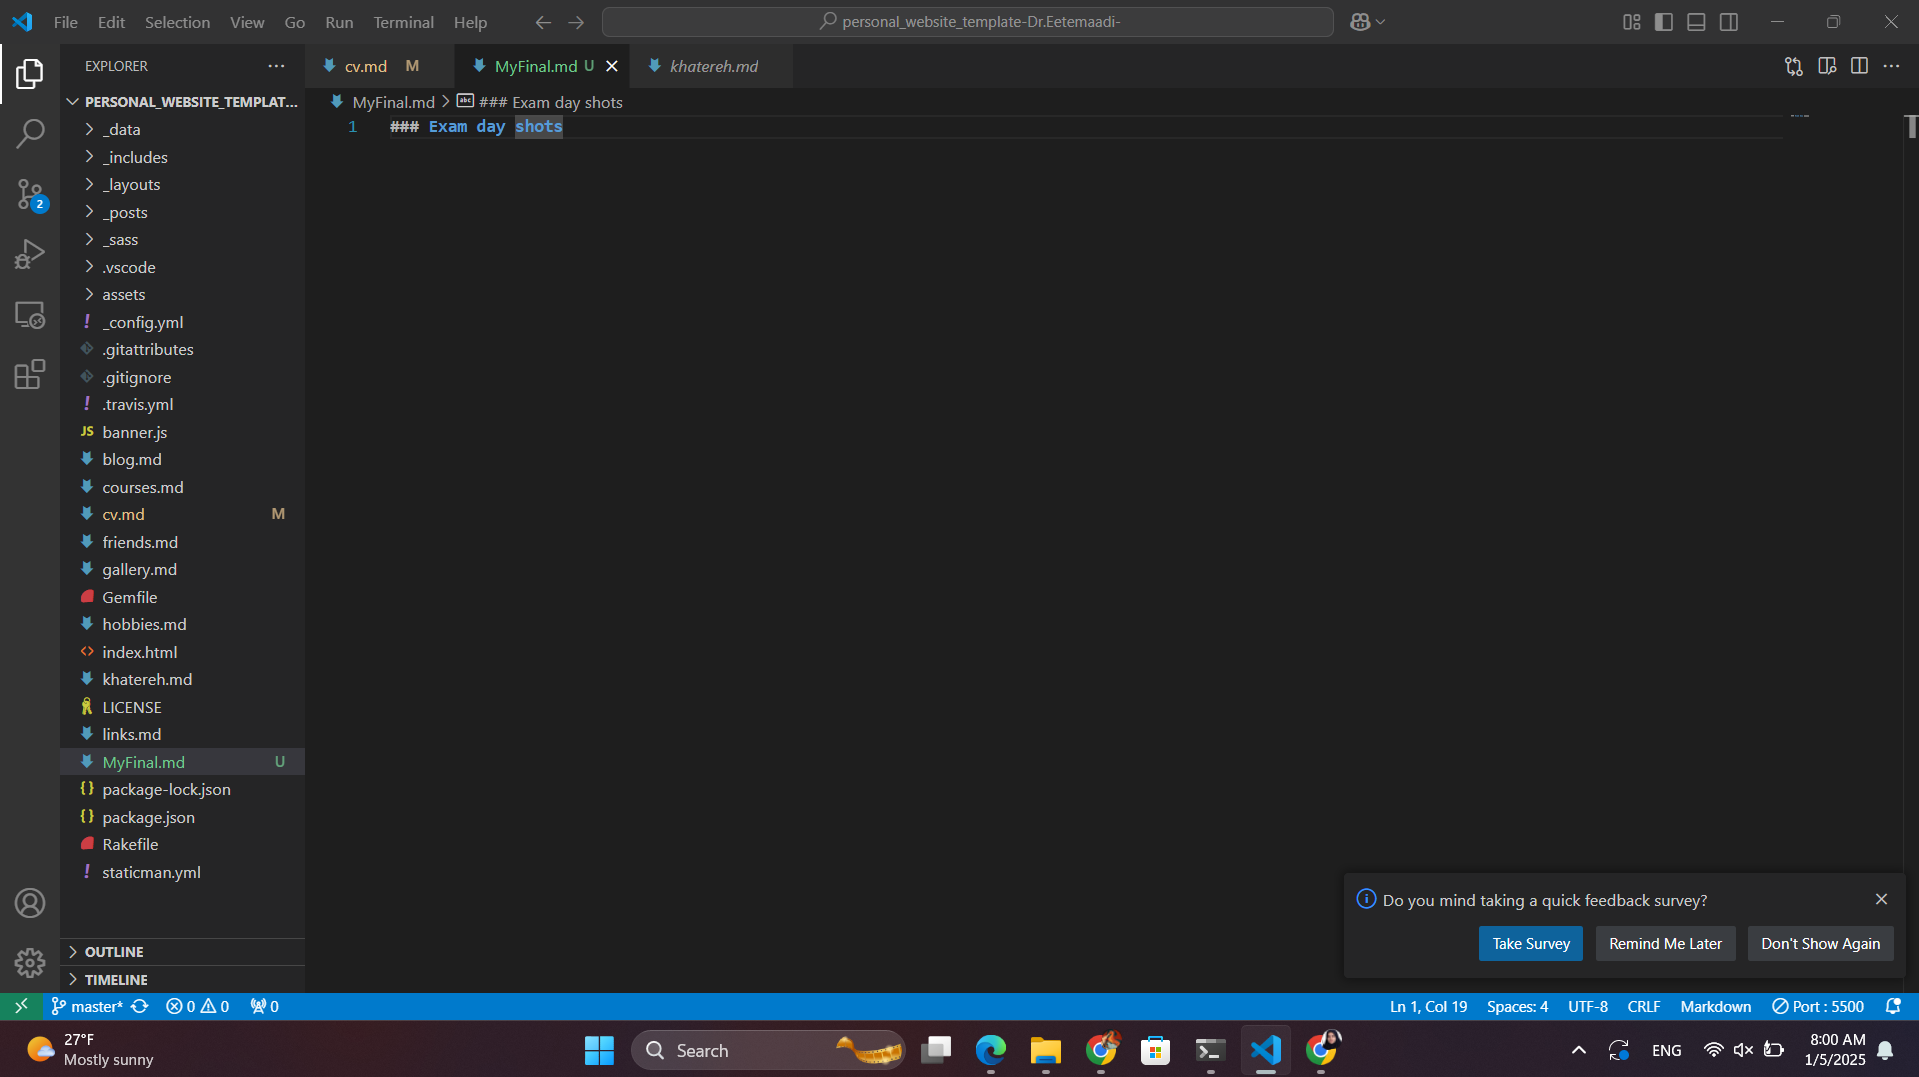 File Edit Selection View Go Run Terminal Help
personal_website_template-Dr.Eetemaadi-
EXPLORER
cv.md M
MyFinal.md U
khatereh.md
PERSONAL_WEBSITE_TEMPLAT...
MyFinal.md > ### Exam day shots
1 ### Exam day shots
_data
_includes
_layouts
_posts
_sass
.vscode
assets
_config.yml
.gitattributes
.gitignore
.travis.yml
JS banner.js
blog.md
courses.md
cv.md M
friends.md
gallery.md
Gemfile
hobbies.md
index.html
khatereh.md
LICENSE
links.md
MyFinal.md U
package-lock.json
package.json
Rakefile
staticman.yml
2
OUTLINE
TIMELINE
Do you mind taking a quick feedback survey?
Take Survey Remind Me Later Don't Show Again
master* 0 0 0 Ln 1, Col 19 Spaces: 4 UTF-8 CRLF Markdown Port : 5500
27°F
Mostly sunny
Search
ENG
8:00 AM
1/5/2025